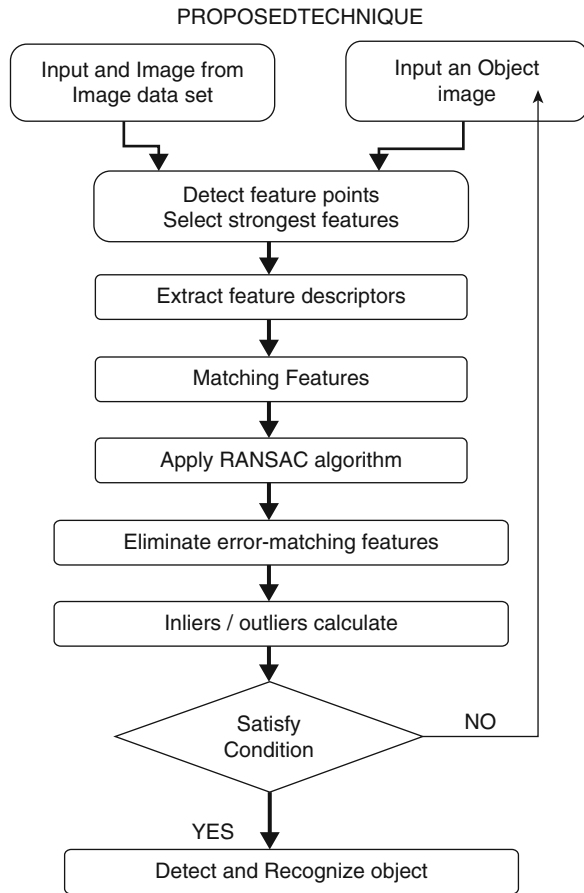 PROPOSEDTECHNIQUE
Input and Image from
Image data set
Input an Object
image
Detect feature points
Select strongest features
Extract feature descriptors
Matching Features
Apply RANSAC algorithm
Eliminate error-matching features
Inliers / outliers calculate
Satisfy
Condition
NO
YES
Detect and Recognize object